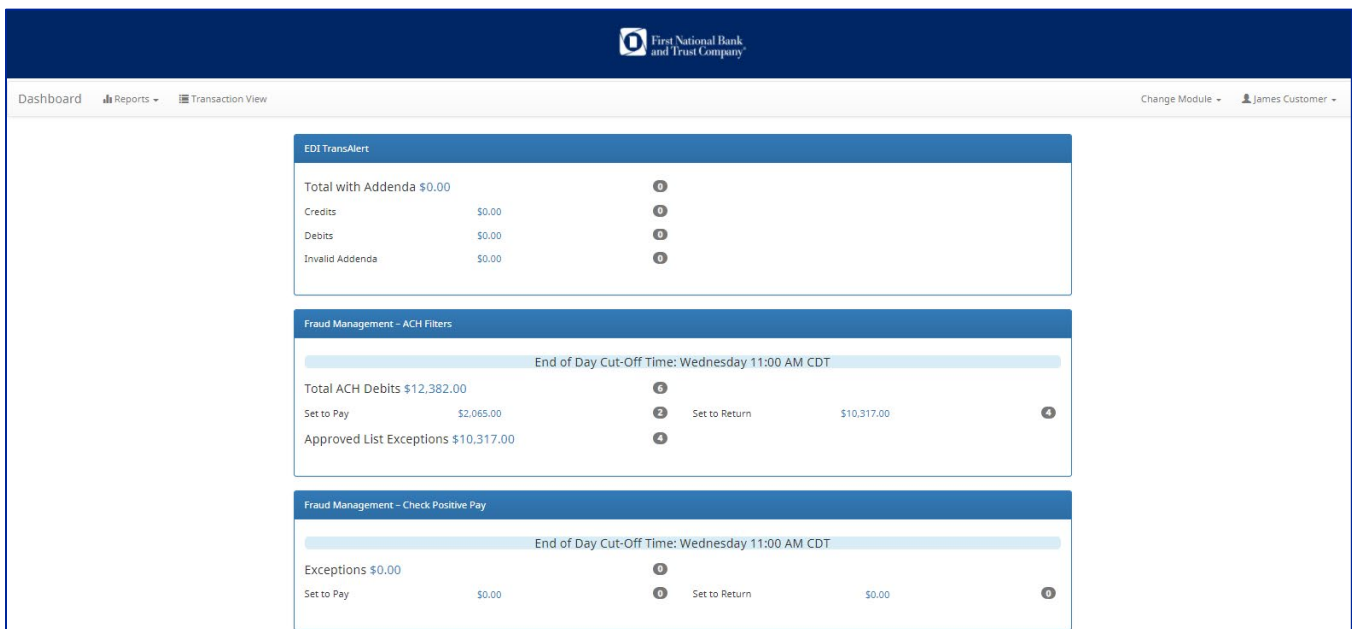 First National Bank
and Trust Company®
Dashboard Reports Transaction View Change Module James Customer
EDI TransAlert
Total with Addenda $0.00 0
Credits $0.00 0
Debits $0.00 0
Invalid Addenda $0.00 0
Fraud Management – ACH Filters
End of Day Cut-Off Time: Wednesday 11:00 AM CDT
Total ACH Debits $12,382.00 6
Set to Pay $2,065.00 2 Set to Return $10,317.00 4
Approved List Exceptions $10,317.00 4
Fraud Management – Check Positive Pay
End of Day Cut-Off Time: Wednesday 11:00 AM CDT
Exceptions $0.00 0
Set to Pay $0.00 0 Set to Return $0.00 0